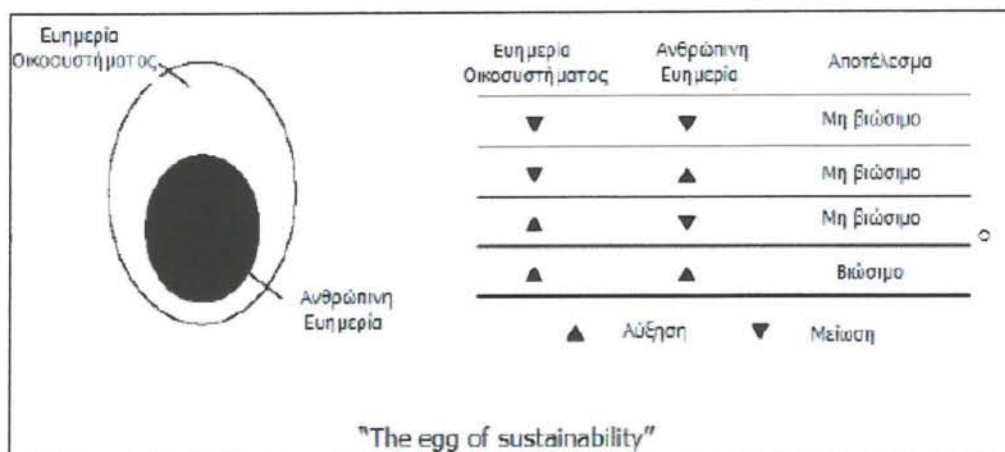 Ευημερία
Οικοσυστήματος
Ανθρώπινη
Ευημερία
Ευημερία
Οικοσυστήματος
Ανθρώπινη
Ευημερία
Αποτέλεσμα
▼ ▼ Μη βιώσιμο
▼ ▲ Μη βιώσιμο
▲ ▼ Μη βιώσιμο
▲ ▲ Βιώσιμο
▲ Αύξηση ▼ Μείωση
"The egg of sustainability"